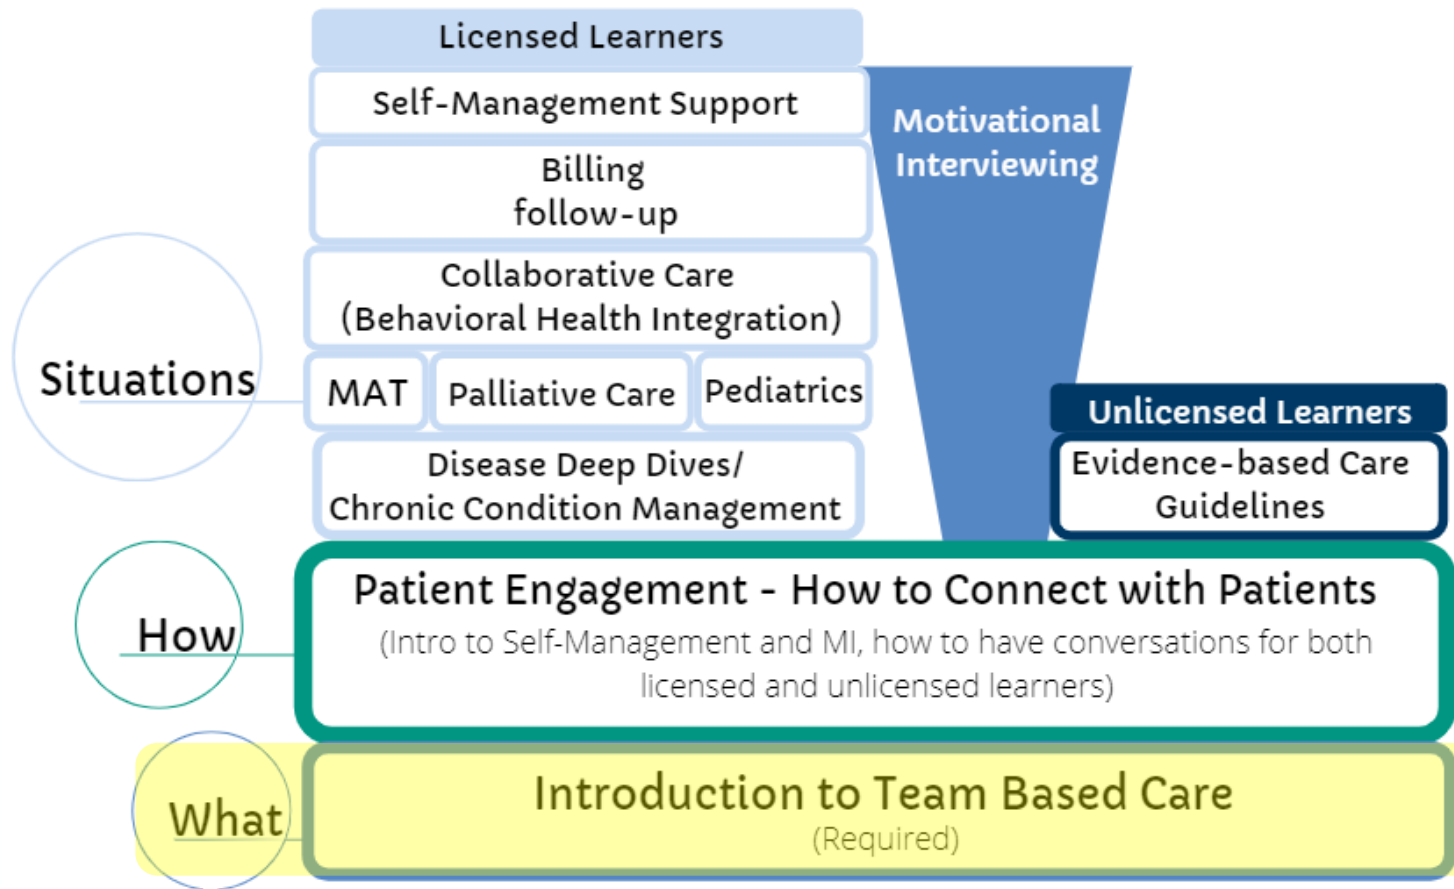 Licensed Learners
Self-Management Support
Motivational
Interviewing
Billing
follow-up
Collaborative Care
(Behavioral Health Integration)
Situations
MAT
Palliative Care
Pediatrics
Unlicensed Learners
Disease Deep Dives/
Chronic Condition Management
Evidence-based Care
Guidelines
How
Patient Engagement - How to Connect with Patients
(Intro to Self-Management and MI, how to have conversations for both
licensed and unlicensed learners)
What
Introduction to Team Based Care
(Required)